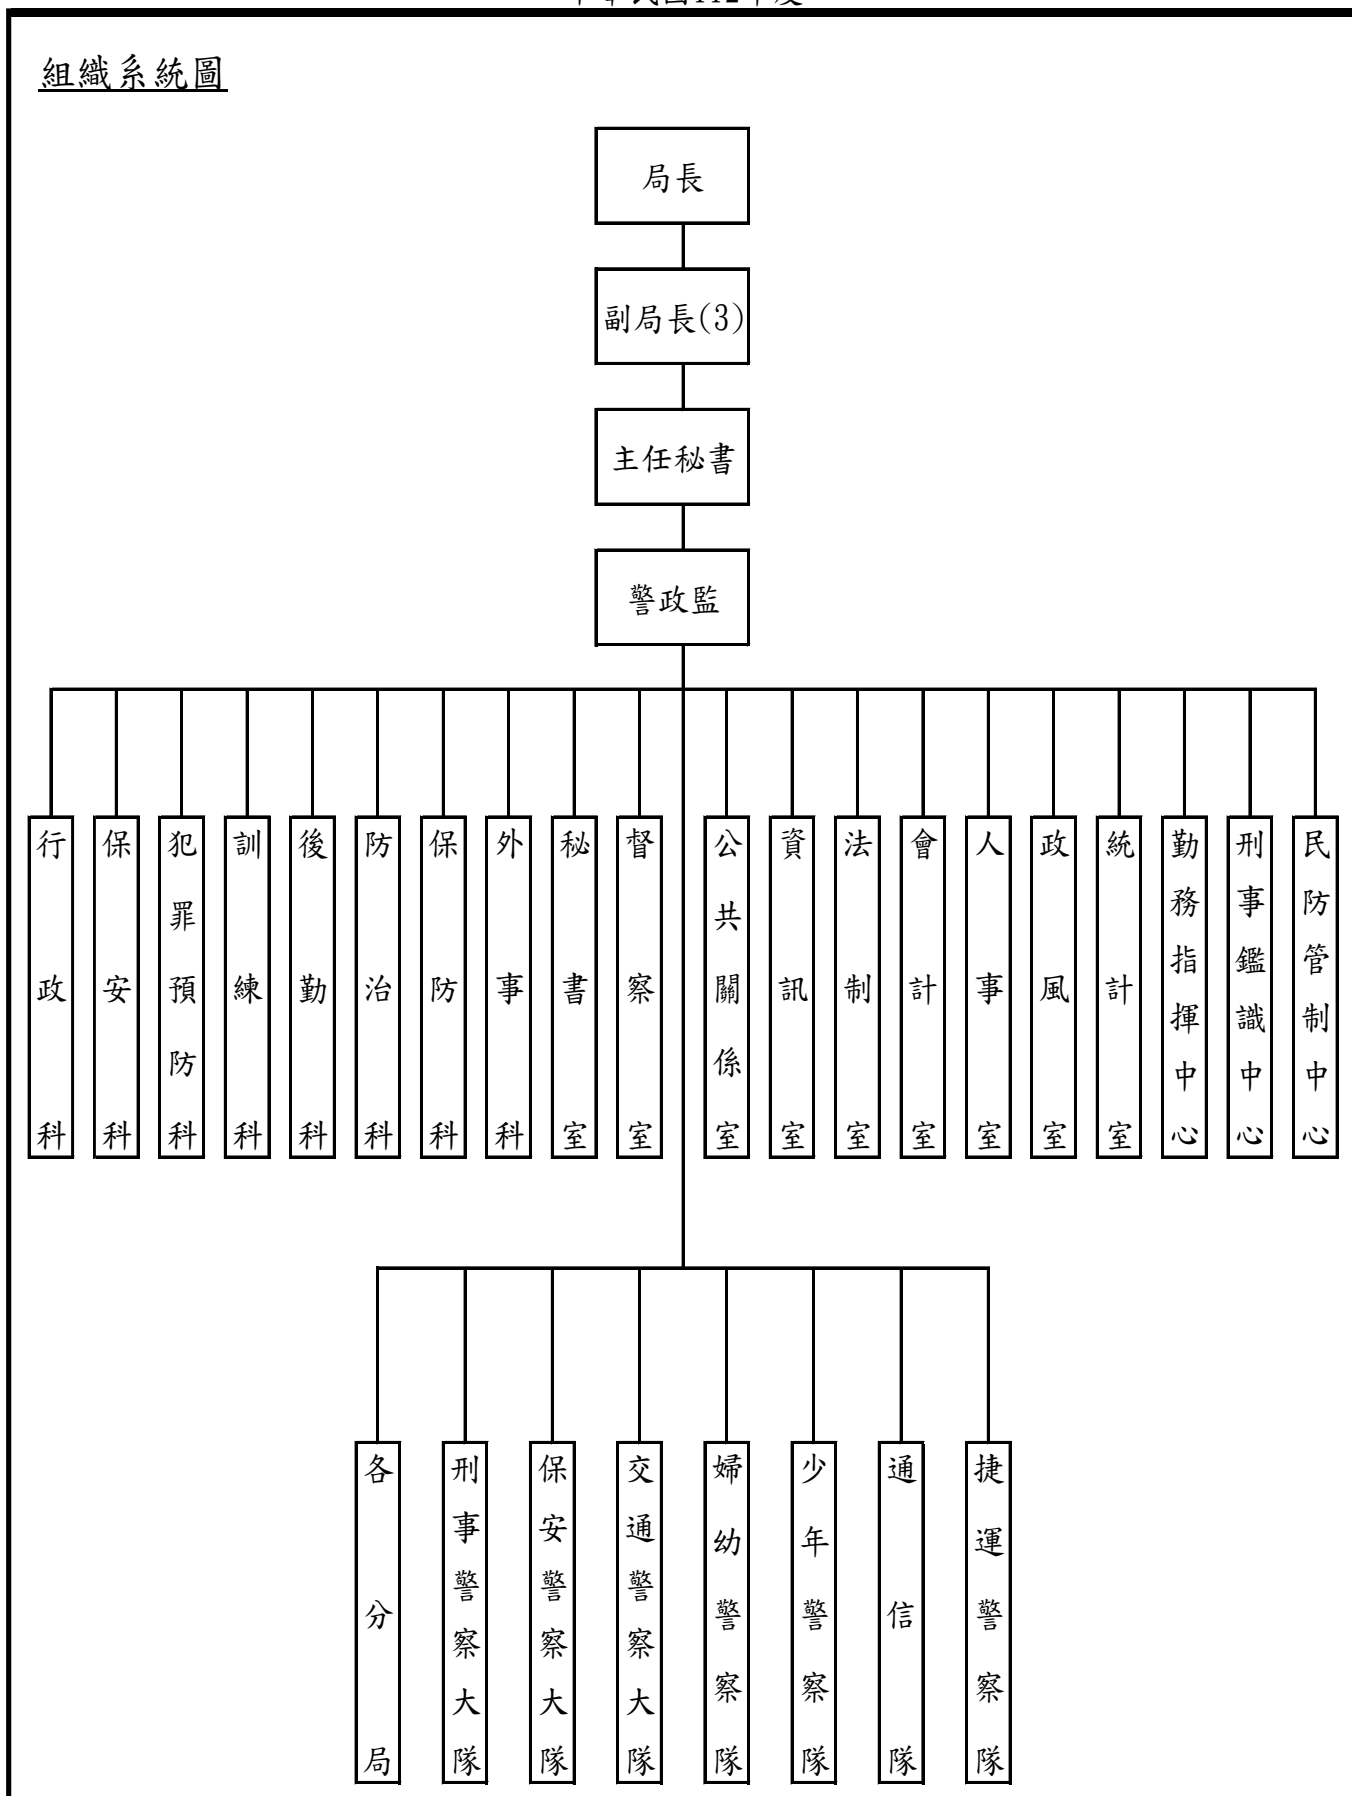 組織系統圖
局長
副局長(3)
主任秘書
警政監
行政科
保安科
犯罪預防科
訓練科
後勤科
防治科
保防科
外事科
秘書室
督察室
公共關係室
資訊室
法制室
會計室
人事室
政風室
統計室
勤務指揮中心
刑事鑑識中心
民防管制中心
各分局
刑事警察大隊
保安警察大隊
交通警察大隊
婦幼警察隊
少年警察隊
通信隊
捷運警察隊